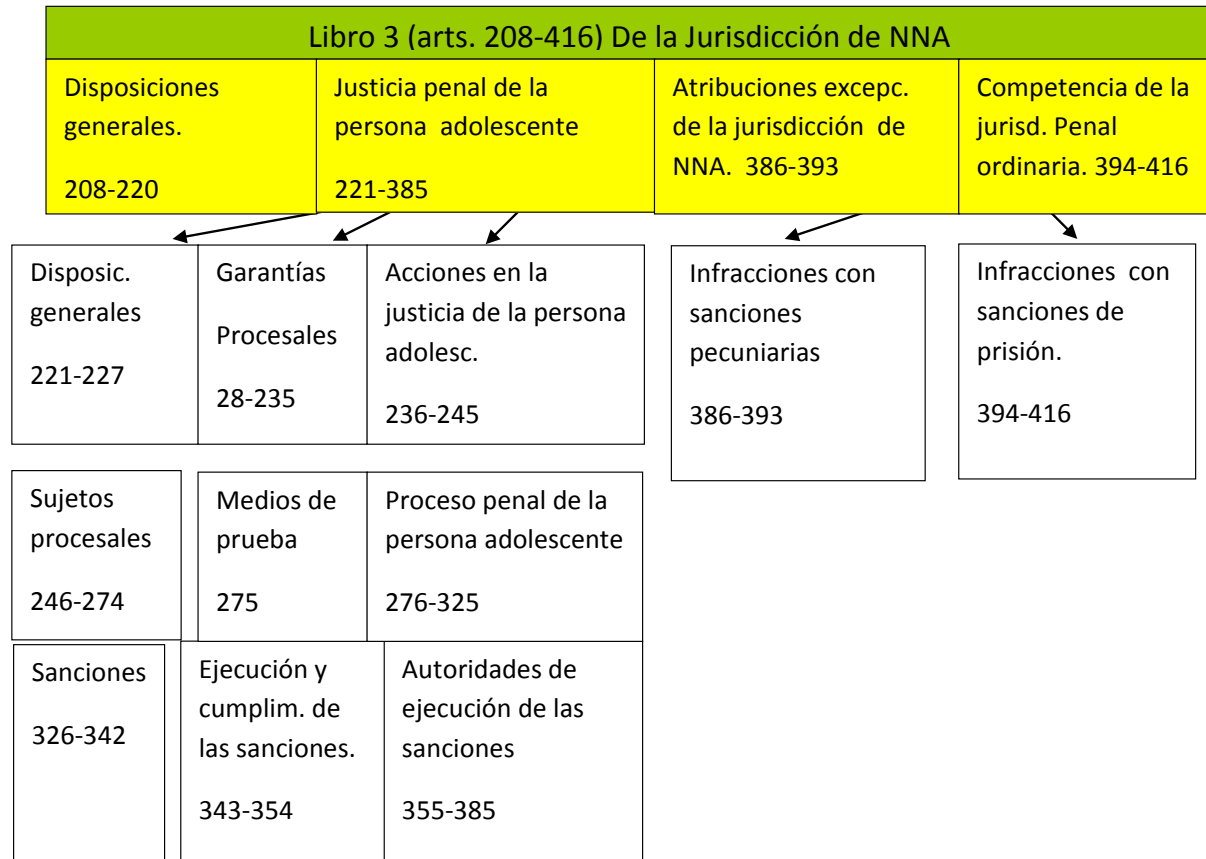 Libro 3 (arts. 208-416) De la Jurisdicción de NNA
Disposiciones
generales.
208-220
Justicia penal de la
persona adolescente
221-385
Atribuciones excepc.
de la jurisdicción de
NNA. 386-393
Competencia de la
jurisd. Penal
ordinaria. 394-416
Disposic.
generales
221-227
Garantías
Procesales
28-235
Acciones en la
justicia de la persona
adolesc.
236-245
Infracciones con
sanciones
pecuniarias
386-393
Infracciones con
sanciones de
prisión.
394-416
Sujetos
procesales
246-274
Medios de
prueba
275
Proceso penal de la
persona adolescente
276-325
Sanciones
326-342
Ejecución y
cumplim. de
las sanciones.
343-354
Autoridades de
ejecución de las
sanciones
355-385